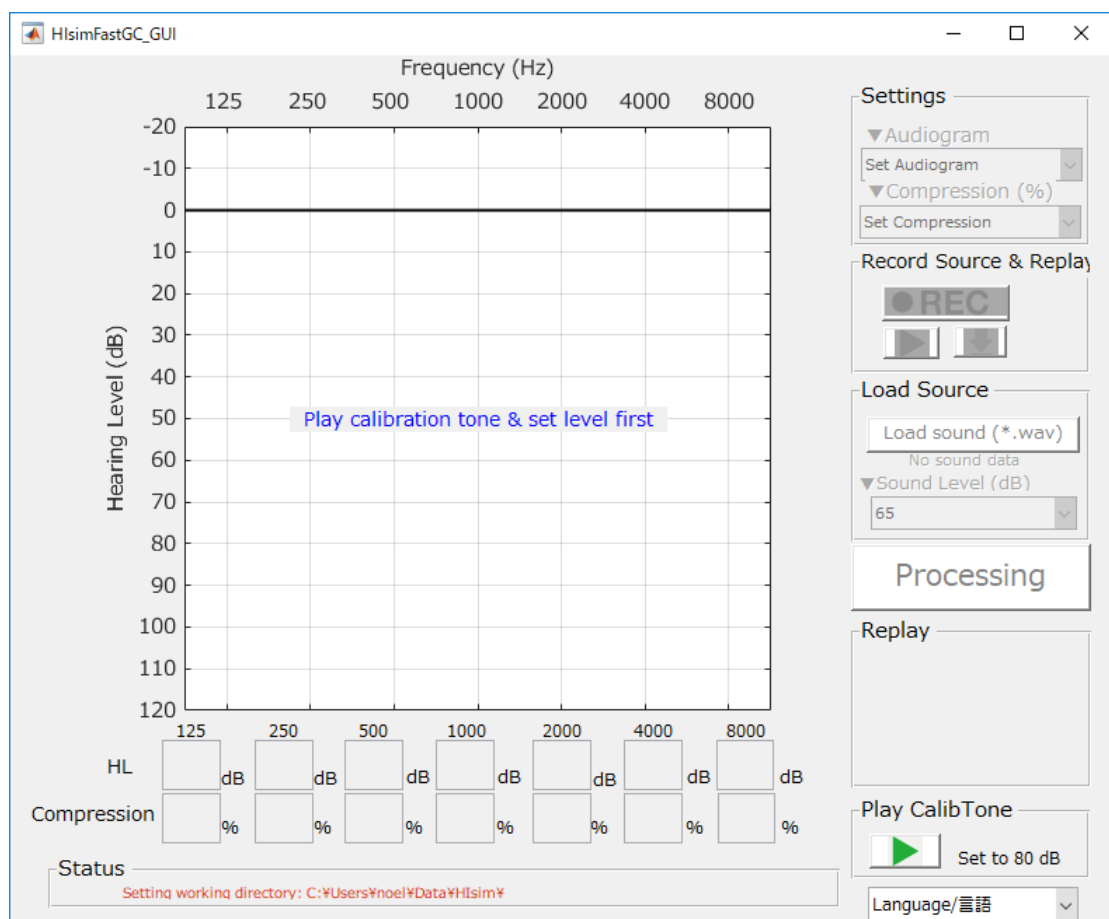 HIsimFastGC_GUI
Frequency (Hz)
125 250 500 1000 2000 4000 8000
-20
-10
0
10
20
30
40
50
60
70
80
90
100
110
120
Hearing Level (dB)
Play calibration tone & set level first
125 250 500 1000 2000 4000 8000
HL dB dB dB dB dB dB dB
Compression % % % % % % %
Status
Setting working directory: C:¥Users¥noel¥Data¥HIsim¥
Settings
▼Audiogram
Set Audiogram
▼Compression (%)
Set Compression
Record Source & Replay
REC
Load Source
Load sound (*.wav)
No sound data
▼Sound Level (dB)
65
Processing
Replay
Play CalibTone
Set to 80 dB
Language/言語